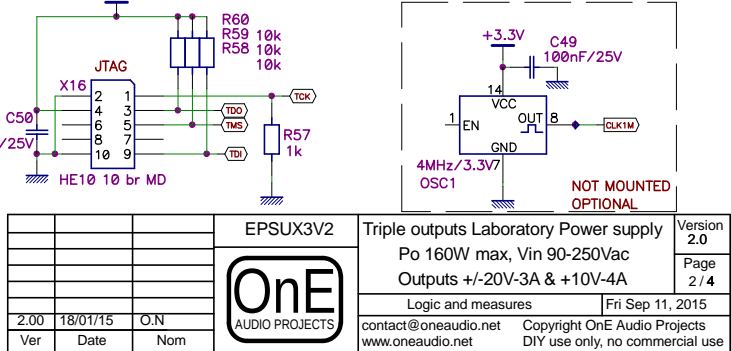 R60
R59 10k
R58 10k
10k
JTAG
X16
2 1
4 3
6 5
8 7
10 9
TCK
TDO
TMS
TDI
C50
/25V
R57
1k
HE10 10 br MD
+3.3V
C49
100nF/25V
14
VCC
1 EN
OUT 8
CLK1M
GND
7
4MHz/3.3V
OSC1
NOT MOUNTED
OPTIONAL
EPSUX3V2
Triple outputs Laboratory Power supply
Po 160W max, Vin 90-250Vac
Outputs +/-20V-3A & +10V-4A
Version
2.0
Page
2 / 4
OnE
AUDIO PROJECTS
Logic and measures
Fri Sep 11, 2015
2.00 18/01/15 O.N
Ver Date Nom
contact@oneaudio.net
www.oneaudio.net
Copyright OnE Audio Projects
DIY use only, no commercial use